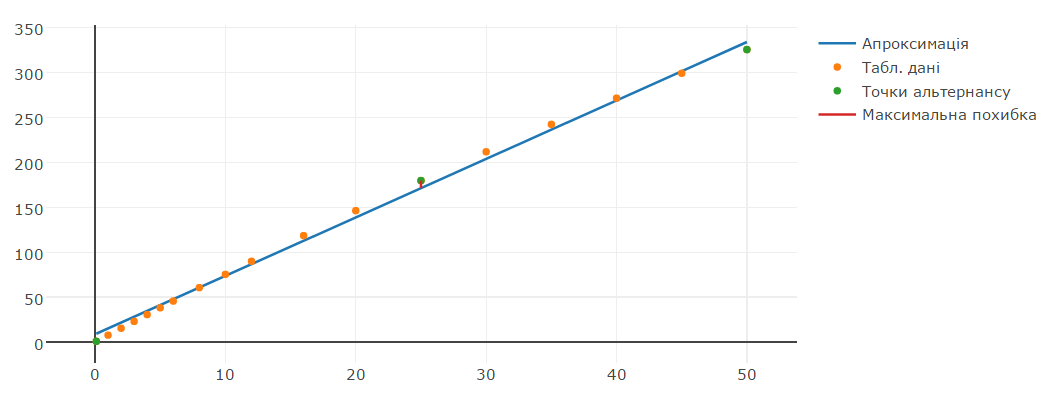 350
300
250
200
150
100
50
0
0 10 20 30 40 50
Апроксимація
Табл. дані
Точки альтернансу
Максимальна похибка